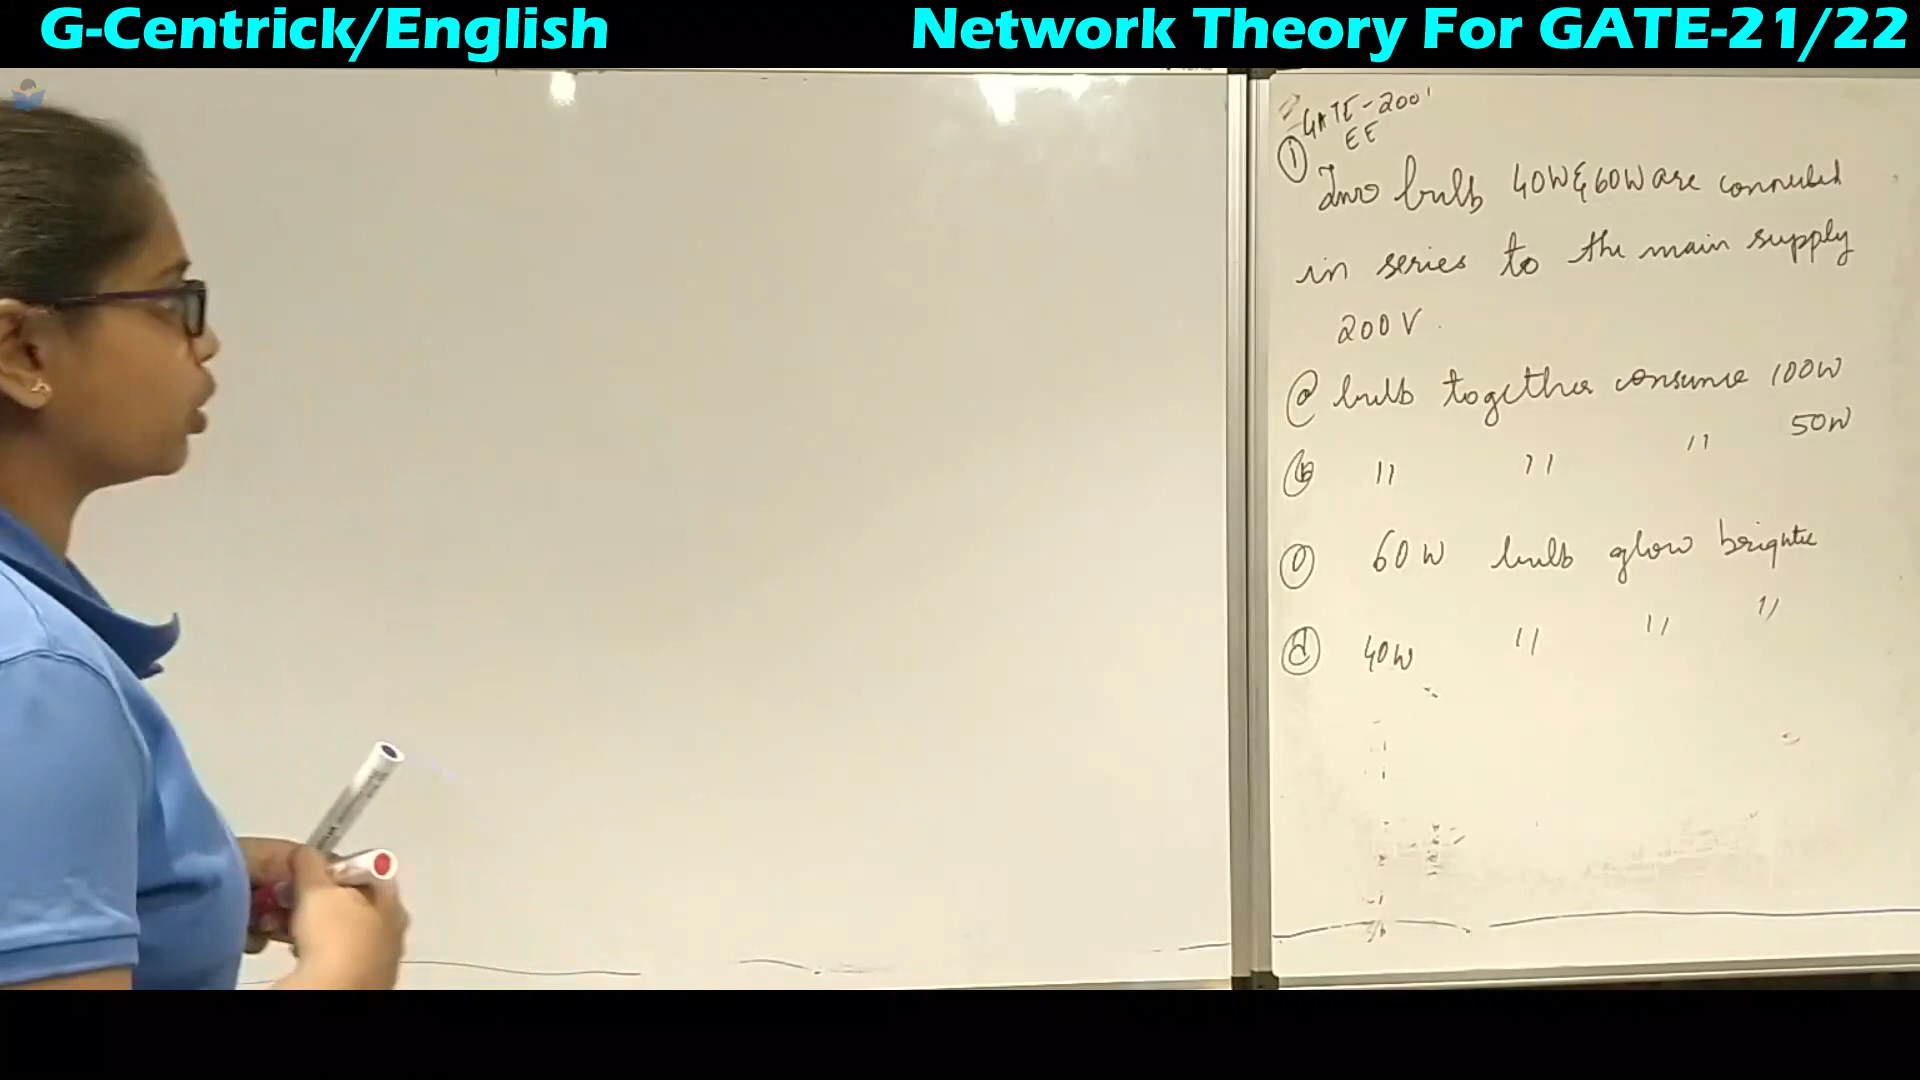 G-Centrick/English
Network Theory For GATE-21/22
GATE-2001
EE
① Two bulb 40W & 60W are connected
in series to the main supply
200V.
ⓐ bulb together consume 100W
ⓑ " " " 50W
ⓒ 60W bulb glow brighter
ⓓ 40W " " "